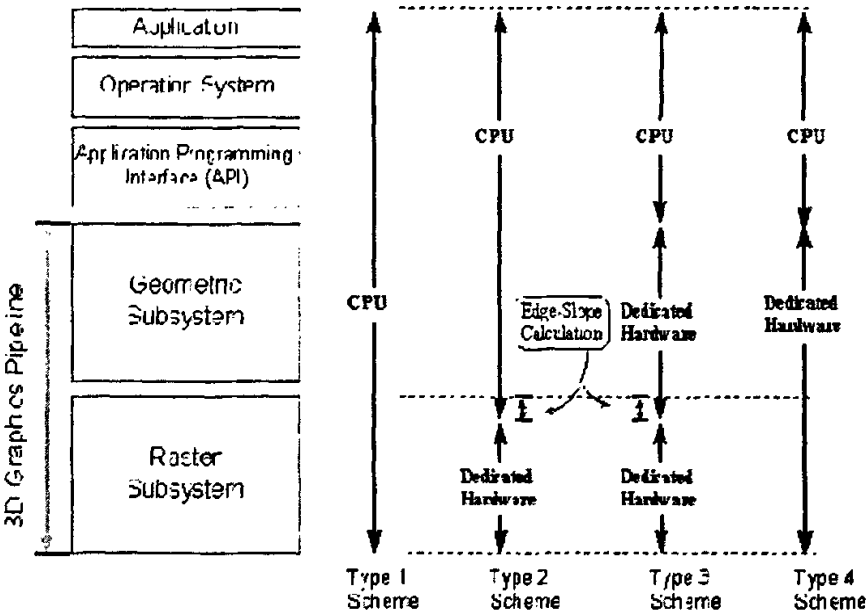 Application
Operation System
Application Programming
Interface (API)
3D Graphics Pipeline
Geometric
Subsystem
Raster
Subsystem
CPU
CPU
CPU
CPU
Edge-Slope
Calculation
Dedicated
Hardware
Dedicated
Hardware
Dedicated
Hardware
Dedicated
Hardware
Type 1
Scheme
Type 2
Scheme
Type 3
Scheme
Type 4
Scheme